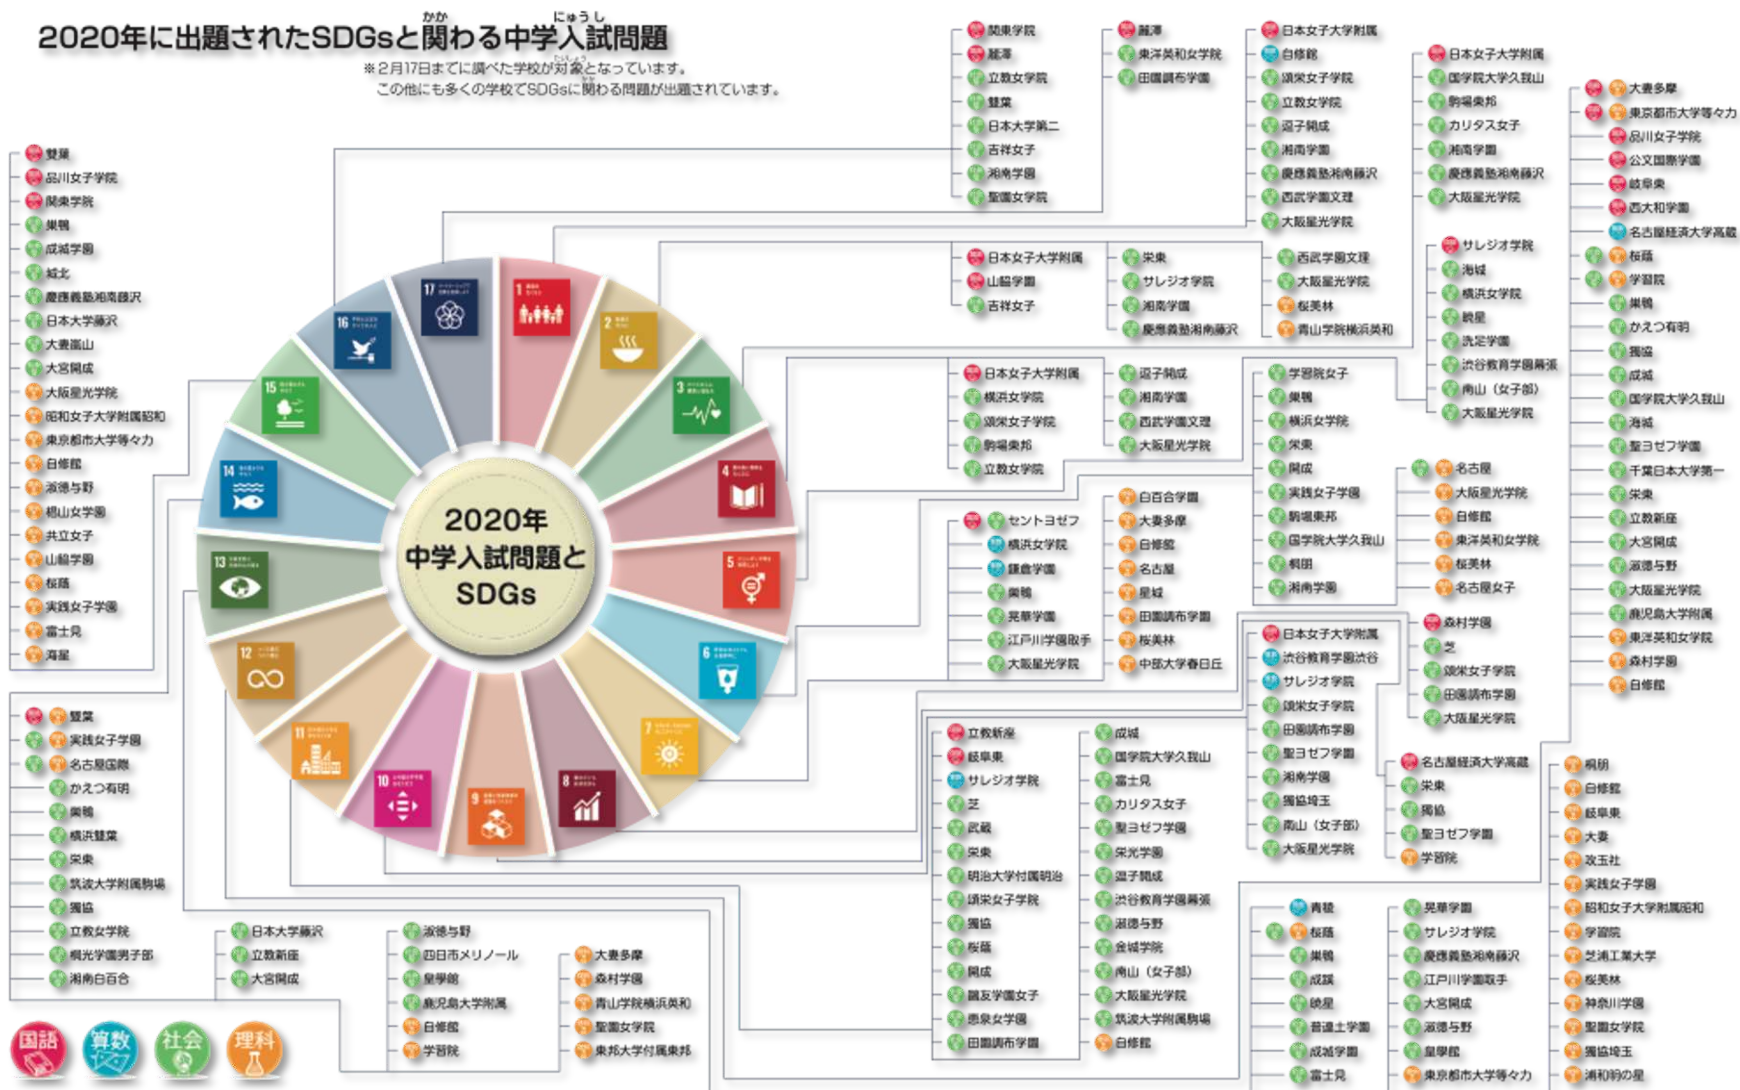 2020年に出題されたSDGsと関わる中学入試問題
かか
にゅうし
※2月17日までに調べた学校が対象となっています。
たいしょう
この他にも多くの学校でSDGsに関わる問題が出題されています。
関東学院
麗澤
立教女学院
雙葉
日本大学第二
吉祥女子
湘南学園
聖園女学院
麗澤
東洋英和女学院
田園調布学園
日本女子大学附属
自修館
頌栄女子学院
立教女学院
逗子開成
湘南学園
慶應義塾湘南藤沢
西武学園文理
大阪星光学院
日本女子大学附属
国学院大学久我山
駒場東邦
カリタス女子
湘南学園
慶應義塾湘南藤沢
大阪星光学院
大妻多摩
東京都市大学等々力
品川女子学院
公文国際学園
岐阜東
西大和学園
名古屋経済大学高蔵
桜蔭
学習院
巣鴨
かえつ有明
獨協
成城
国学院大学久我山
海城
聖ヨゼフ学園
千葉日本大学第一
栄東
立教新座
大宮開成
淑徳与野
大阪星光学院
鹿児島大学附属
東洋英和女学院
森村学園
自修館
雙葉
品川女子学院
関東学院
巣鴨
成城学園
城北
慶應義塾湘南藤沢
日本大学藤沢
大妻嵐山
大宮開成
大阪星光学院
昭和女子大学附属昭和
東京都市大学等々力
自修館
淑徳与野
椙山女学園
共立女子
山脇学園
桜蔭
実践女子学園
富士見
海星
日本女子大学附属
山脇学園
吉祥女子
栄東
サレジオ学院
湘南学園
慶應義塾湘南藤沢
西武学園文理
大阪星光学院
桜美林
青山学院横浜英和
サレジオ学院
海城
横浜女学院
暁星
洗足学園
渋谷教育学園幕張
南山（女子部）
大阪星光学院
日本女子大学附属
横浜女学院
頌栄女子学院
駒場東邦
立教女学院
逗子開成
湘南学園
西武学園文理
大阪星光学院
学習院女子
巣鴨
横浜女学院
栄東
開成
実践女子学園
駒場東邦
国学院大学久我山
桐朋
湘南学園
名古屋
大阪星光学院
自修館
東洋英和女学院
桜美林
名古屋女子
セントヨゼフ
横浜女学院
鎌倉学園
巣鴨
晃華学園
江戸川学園取手
大阪星光学院
白百合学園
大妻多摩
自修館
名古屋
星城
田園調布学園
桜美林
中部大学春日丘
17
16
15
14
13
12
11
10
9
8
7
6
5
4
3
2
1
2020年
中学入試問題と
SDGs
日本女子大学附属
渋谷教育学園渋谷
サレジオ学院
頌栄女子学院
田園調布学園
聖ヨゼフ学園
湘南学園
獨協埼玉
南山（女子部）
大阪星光学院
森村学園
芝
頌栄女子学院
田園調布学園
大阪星光学院
名古屋経済大学高蔵
栄東
獨協
聖ヨゼフ学園
学習院
立教新座
岐阜東
サレジオ学院
芝
武蔵
栄東
明治大学付属明治
頌栄女子学院
獨協
桜蔭
開成
鷗友学園女子
恵泉女学園
田園調布学園
成城
国学院大学久我山
富士見
カリタス女子
聖ヨゼフ学園
栄光学園
逗子開成
渋谷教育学園幕張
淑徳与野
金城学院
南山（女子部）
大阪星光学院
筑波大学附属駒場
自修館
雙葉
実践女子学園
名古屋国際
かえつ有明
巣鴨
横浜雙葉
栄東
筑波大学附属駒場
獨協
立教女学院
桐光学園男子部
湘南白百合
日本大学藤沢
立教新座
大宮開成
淑徳与野
四日市メリノール
皇學館
鹿児島大学附属
自修館
学習院
大妻多摩
森村学園
青山学院横浜英和
聖園女学院
東邦大学付属東邦
青稜
桜蔭
巣鴨
成蹊
暁星
普連土学園
成城学園
富士見
晃華学園
サレジオ学院
慶應義塾湘南藤沢
江戸川学園取手
大宮開成
淑徳与野
皇學館
東京都市大学等々力
桐朋
自修館
岐阜東
大妻
攻玉社
実践女子学園
昭和女子大学附属昭和
学習院
芝浦工業大学
桜美林
神奈川学園
聖園女学院
獨協埼玉
浦和明の星
国語
算数
社会
理科